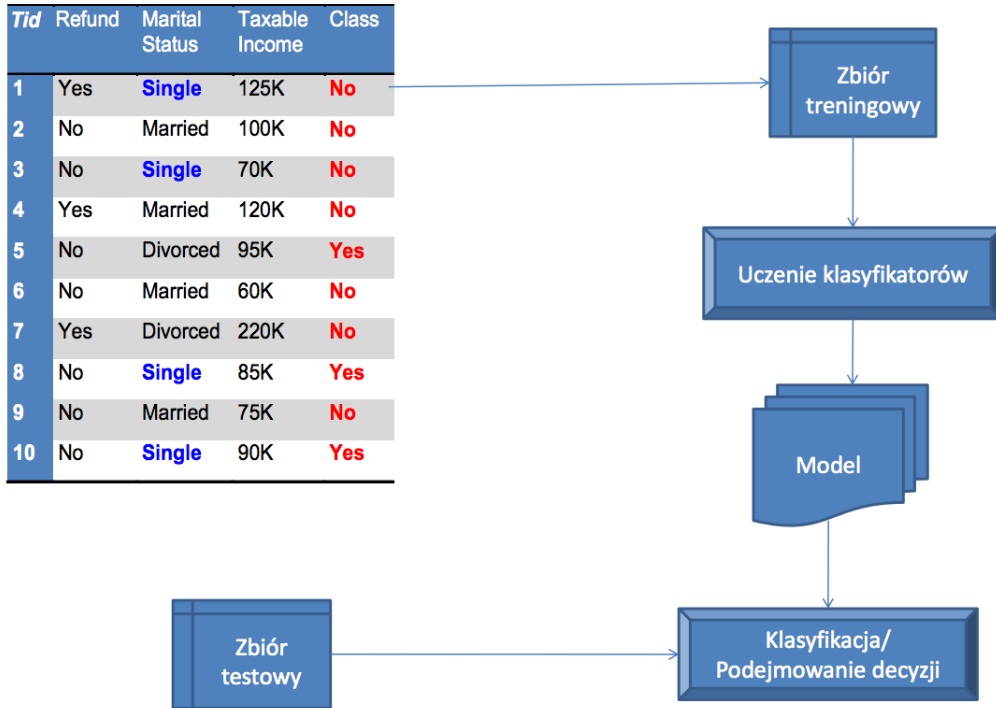 Tid Refund Marital Status Taxable Income Class
1 Yes Single 125K No
2 No Married 100K No
3 No Single 70K No
4 Yes Married 120K No
5 No Divorced 95K Yes
6 No Married 60K No
7 Yes Divorced 220K No
8 No Single 85K Yes
9 No Married 75K No
10 No Single 90K Yes
Zbiór
treningowy
Uczenie klasyfikatorów
Model
Zbiór
testowy
Klasyfikacja/
Podejmowanie decyzji